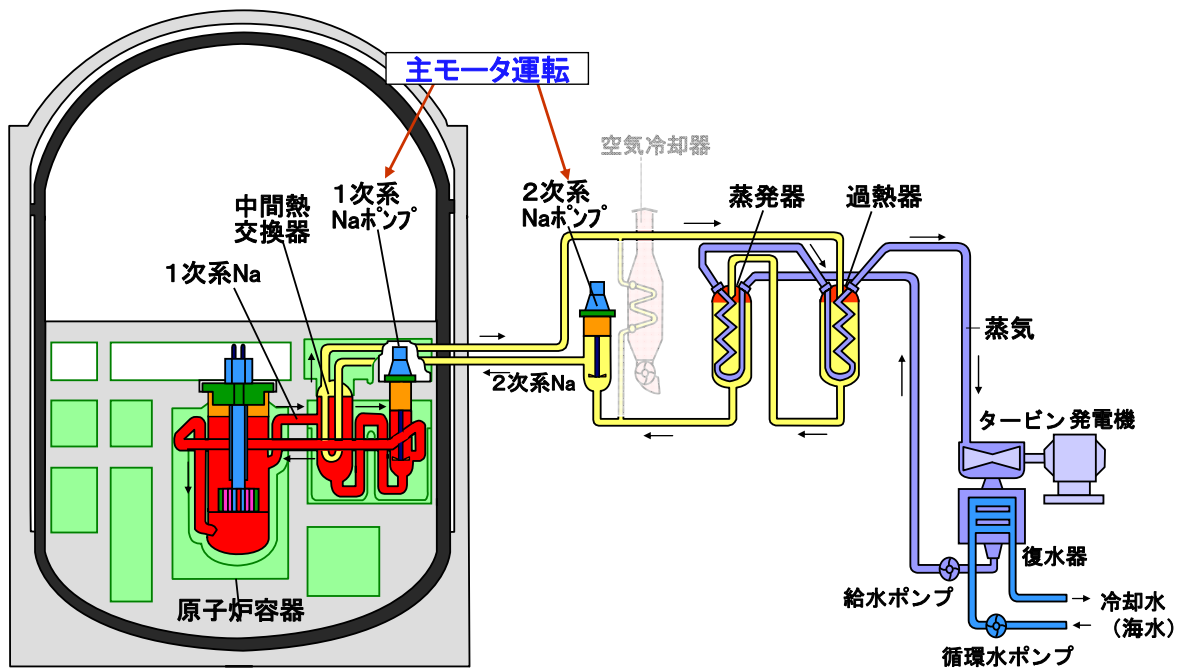 主モータ運転
空気冷却器
1次系
Naポンプ
2次系
Naポンプ
中間熱
交換器
蒸発器
過熱器
1次系Na
蒸気
2次系Na
タービン
発電機
原子炉容器
復水器
給水ポンプ
冷却水
（海水）
循環水ポンプ